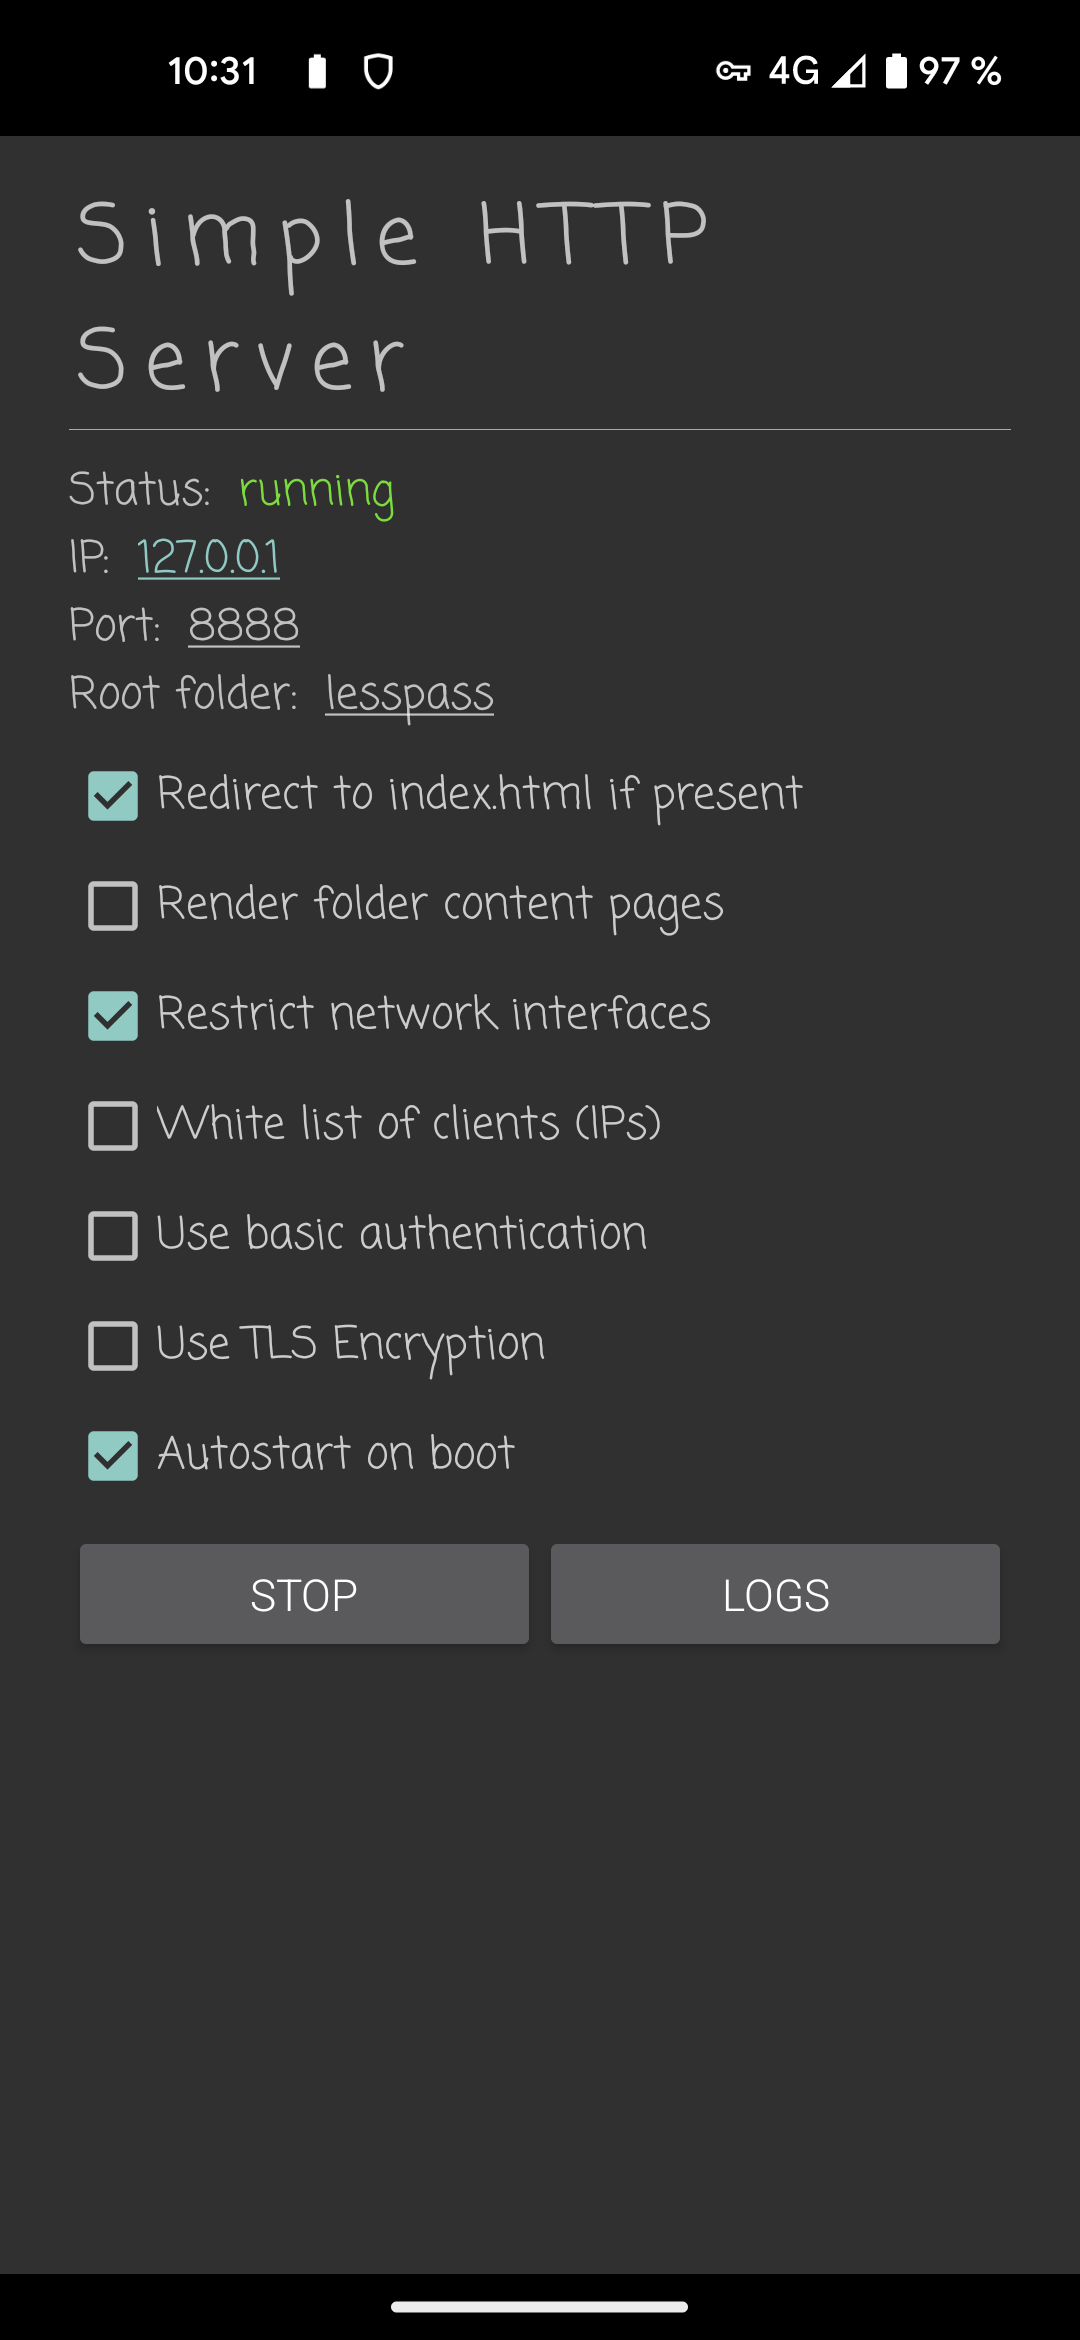 10:31 4G 97 %
Simple HTTP
Server
Status: running
IP: 127.0.0.1
Port: 8888
Root folder: lesspass
Redirect to index.html if present
Render folder content pages
Restrict network interfaces
White list of clients (IPs)
Use basic authentication
Use TLS Encryption
Autostart on boot
STOP LOGS